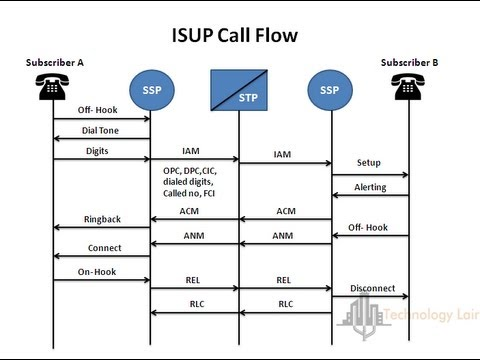 ISUP Call Flow
Subscriber A
Subscriber B
SSP
STP
SSP
Off- Hook
Dial Tone
Digits
IAM
IAM
OPC, DPC,CIC,
dialed digits,
Called no, FCI
Setup
Alerting
Ringback
ACM
ACM
Off- Hook
ANM
ANM
Connect
On- Hook
REL
REL
Disconnect
RLC
RLC
Technology Lair